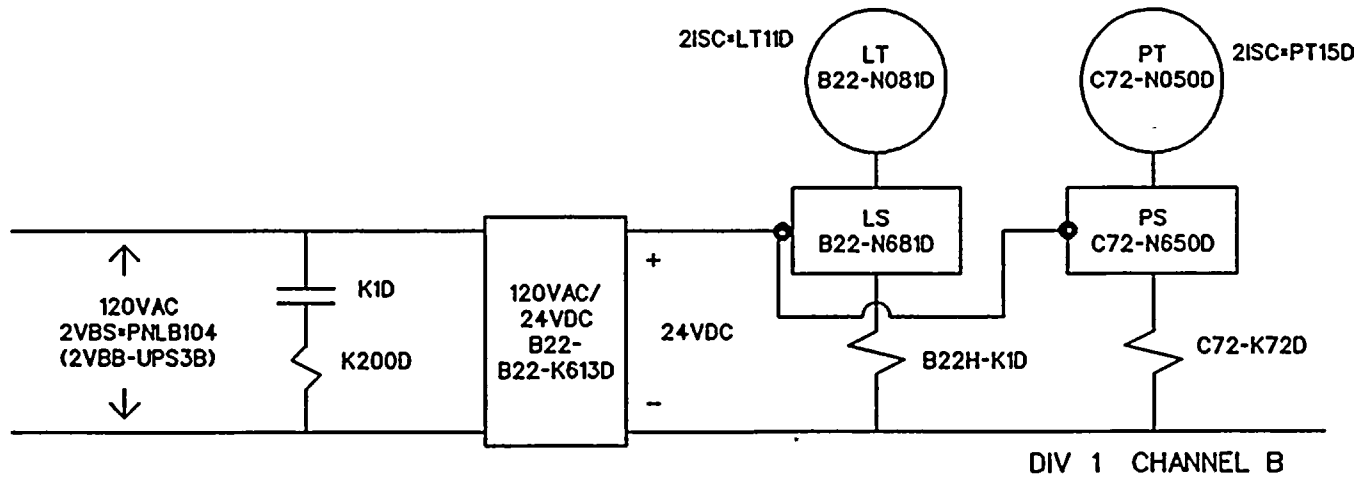 2ISC*LT11D
LT
B22-N081D
PT
C72-N050D
2ISC*PT15D
LS
B22-N681D
PS
C72-N650D
120VAC
2VBS*PNLB104
(2VBB-UPS3B)
K1D
K200D
120VAC/
24VDC
B22-
B22-K613D
+
24VDC
-
B22H-K1D
C72-K72D
DIV 1 CHANNEL B